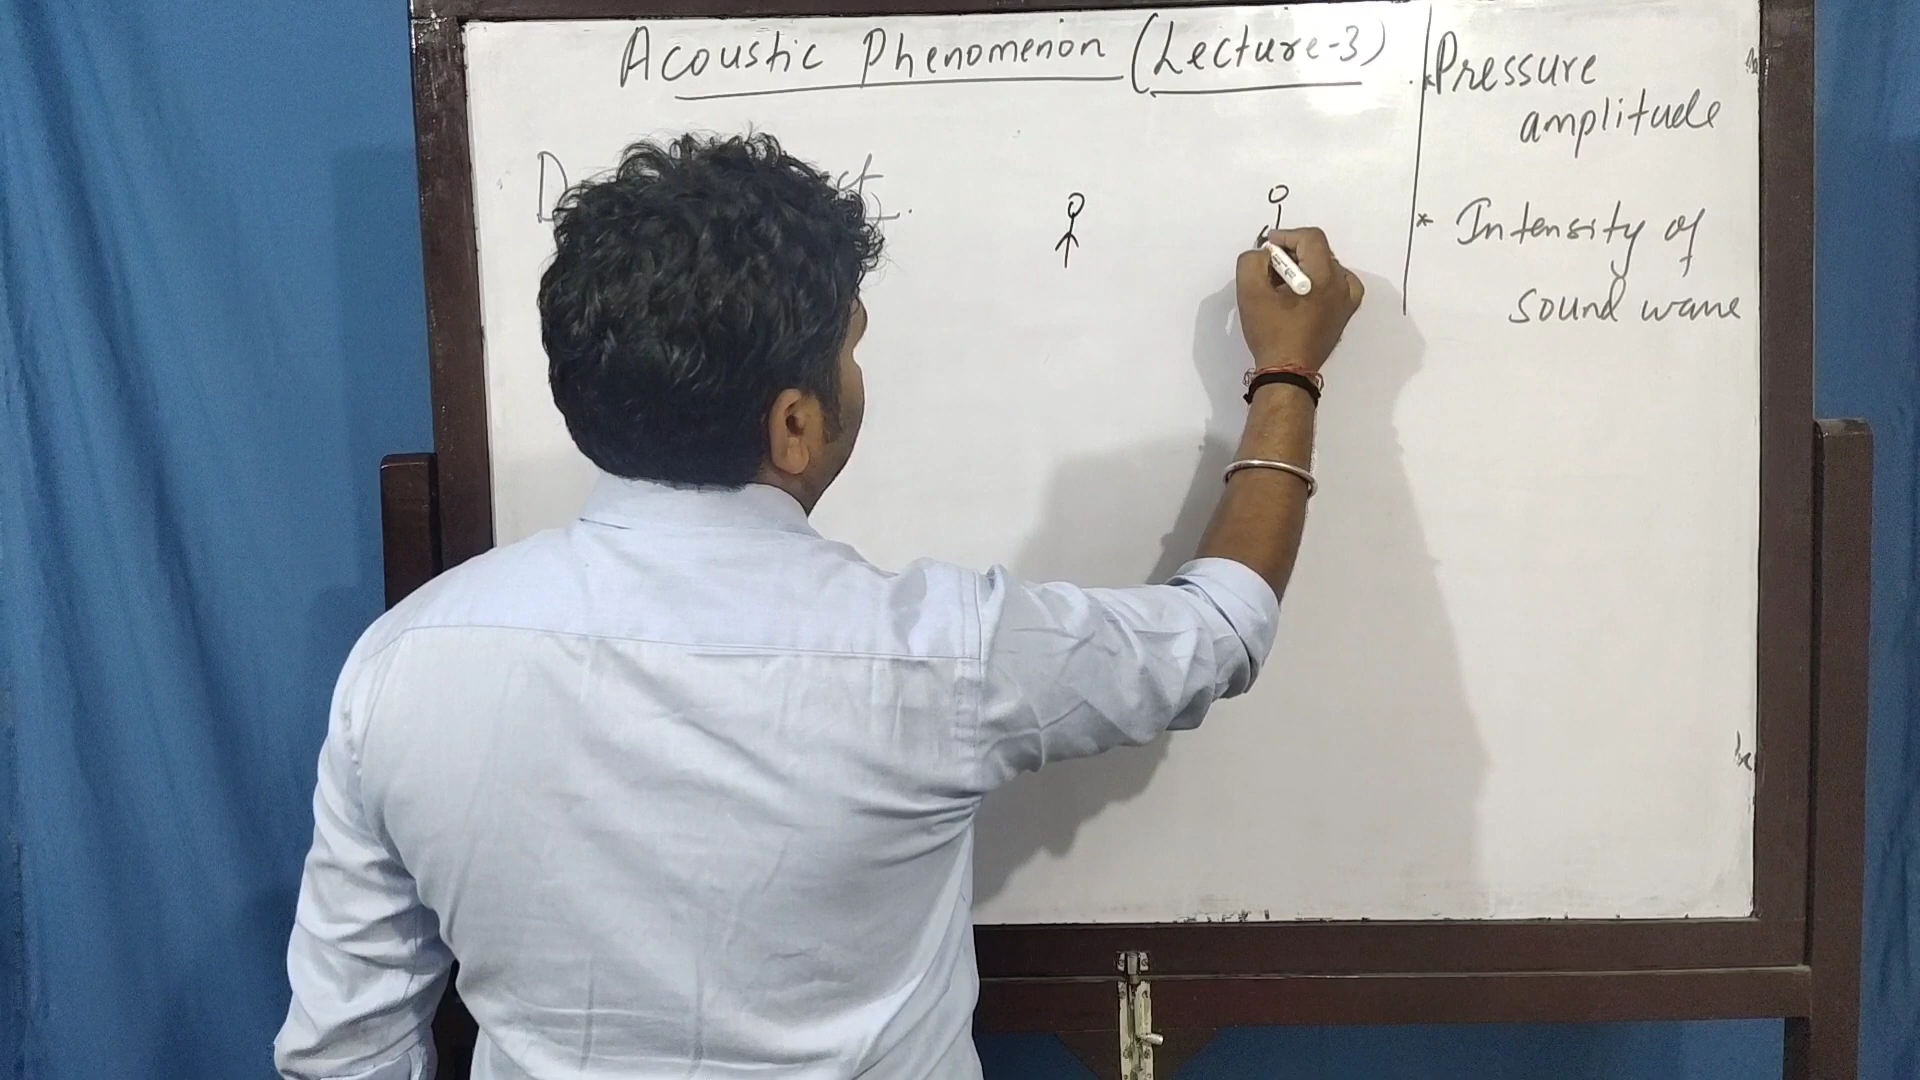 Acoustic Phenomenon (Lecture-3)
* Pressure
amplitude
* Intensity of
sound wave